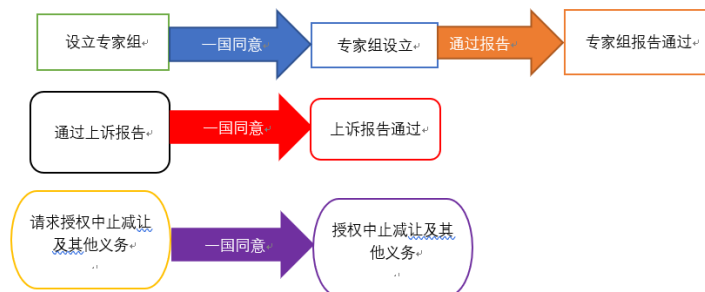 设立专家组
一国同意
专家组设立
通过报告
专家组报告通过
通过上诉报告
一国同意
上诉报告通过
请求授权中止减让
及其他义务
一国同意
授权中止减让及其
他义务